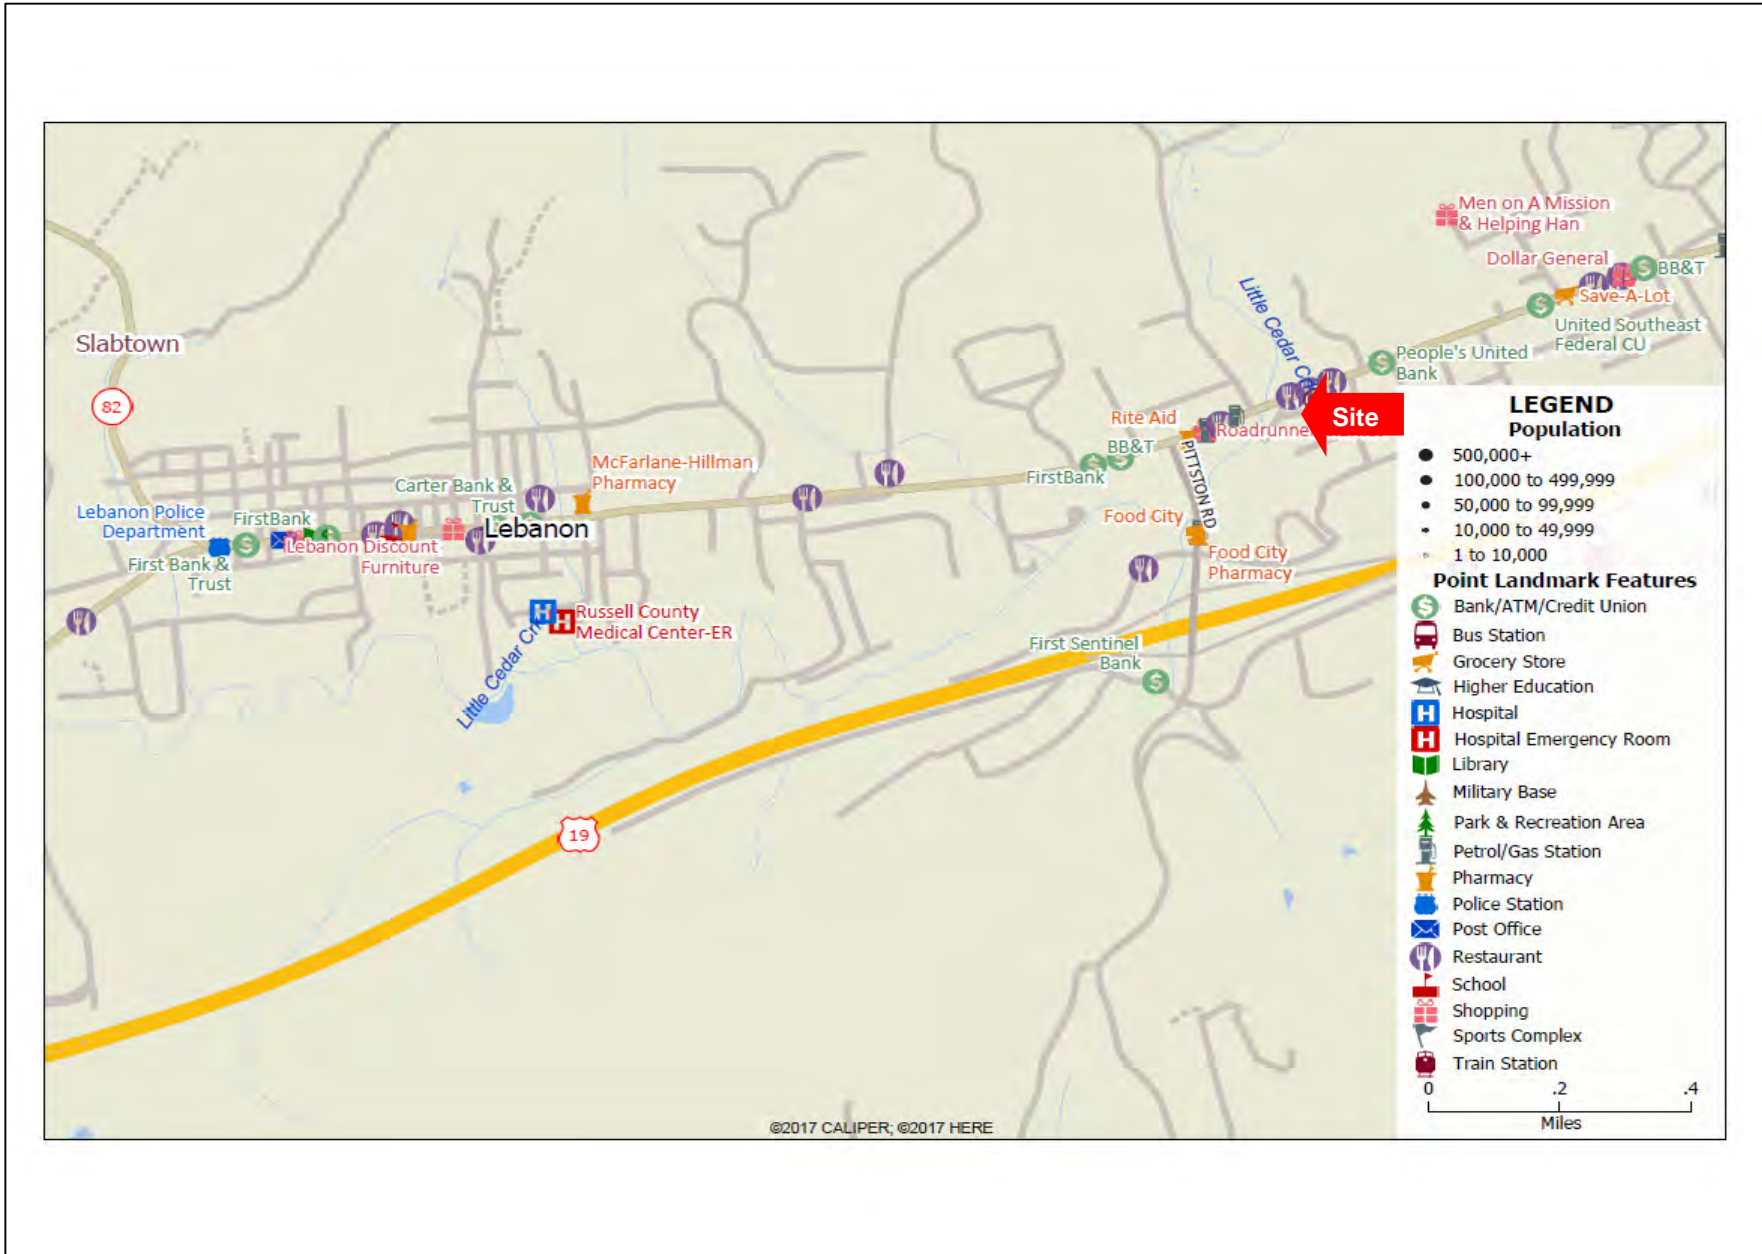 Men on A Mission
& Helping Han
Dollar General
BB&T
Save-A-Lot
United Southeast
Federal CU
Little Cedar
People's United
Bank
Slabtown
82
Site
Rite Aid
BB&T
FirstBank
PITTSTON RD
McFarlane-Hillman
Pharmacy
Carter Bank &
Trust
Lebanon
Lebanon Police
Department
FirstBank
First Bank &
Trust
Lebanon Discount
Furniture
Food City
Food City
Pharmacy
Russell County
Medical Center-ER
Little Cedar Crk
First Sentinel
Bank
19
LEGEND
Population
500,000+
100,000 to 499,999
50,000 to 99,999
10,000 to 49,999
1 to 10,000
Point Landmark Features
Bank/ATM/Credit Union
Bus Station
Grocery Store
Higher Education
Hospital
Hospital Emergency Room
Library
Military Base
Park & Recreation Area
Petrol/Gas Station
Pharmacy
Police Station
Post Office
Restaurant
School
Shopping
Sports Complex
Train Station
0 .2 .4
Miles
©2017 CALIPER; ©2017 HERE